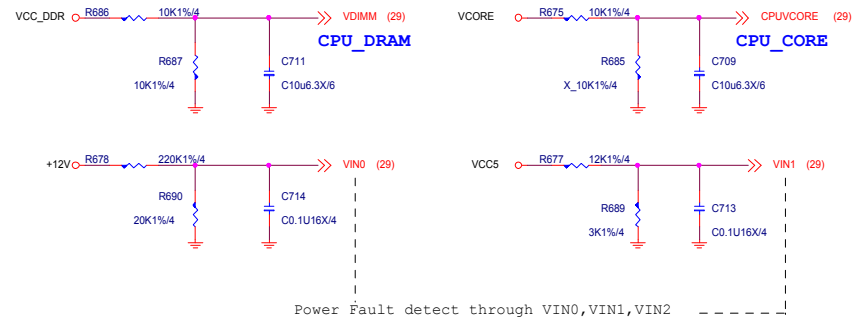 VCC_DDR R686 10K1%/4 VDIMM (29)
CPU_DRAM
R687 C711
10K1%/4 C10u6.3X/6
VCORE R675 10K1%/4 CPUVCORE (29)
CPU_CORE
R685 C709
X_10K1%/4 C10u6.3X/6
+12V R678 220K1%/4 VIN0 (29)
R690 C714
20K1%/4 C0.1U16X/4
VCC5 R677 12K1%/4 VIN1 (29)
R689 C713
3K1%/4 C0.1U16X/4
Power Fault detect through VIN0,VIN1,VIN2